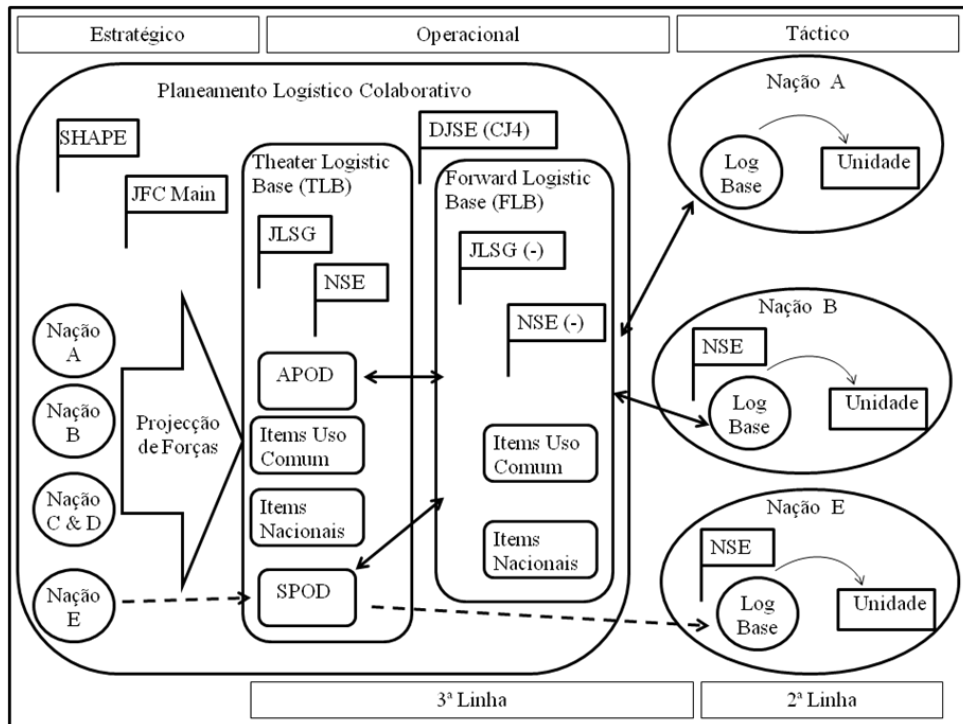 Estratégico
Operacional
Táctico
Planeamento Logístico Colaborativo
SHAPE
JFC Main
DJSE (CJ4)
Theater Logistic
Base (TLB)
JLSG
NSE
Forward Logistic
Base (FLB)
JLSG (-)
NSE (-)
Nação
A
Nação
B
Nação
C & D
Nação
E
Projecção
de Forças
APOD
Items Uso
Comum
Items
Nacionais
SPOD
Items Uso
Comum
Items
Nacionais
Nação A
Log
Base
Unidade
Nação B
NSE
Log
Base
Unidade
Nação E
NSE
Log
Base
Unidade
3ª Linha
2ª Linha